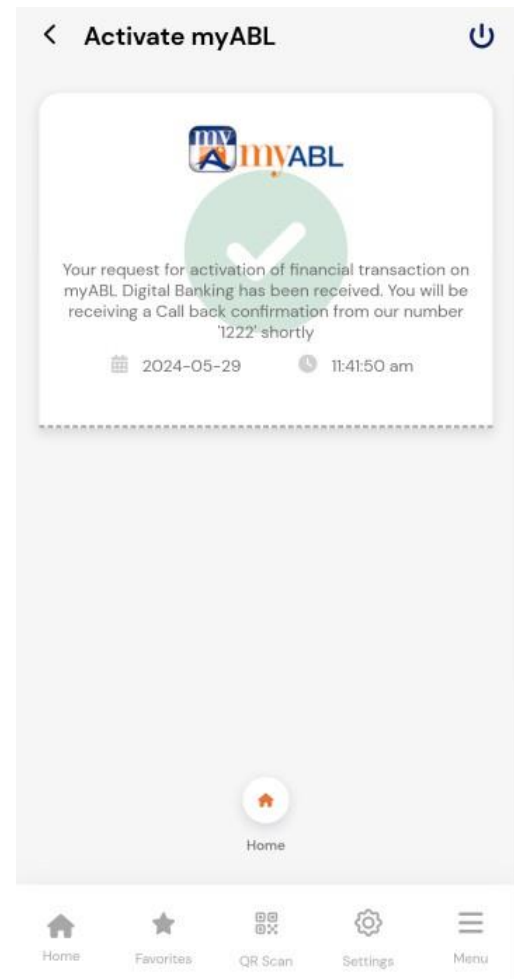 Activate myABL
my
myABL
Your request for activation of financial transaction on
myABL Digital Banking has been received. You will be
receiving a Call back confirmation from our number
'1222' shortly
2024-05-29 11:41:50 am
Home
Home Favorites QR Scan Settings Menu